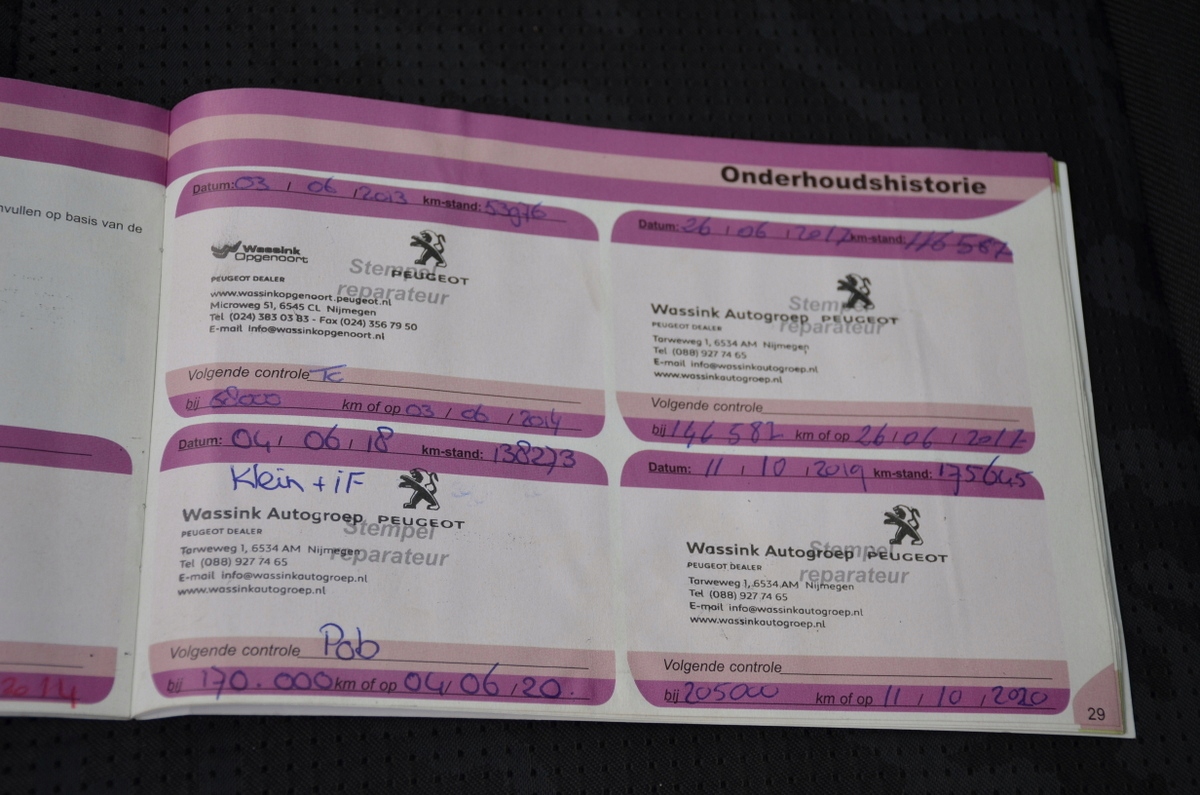 Onderhoudshistorie
nvullen op basis van de
2014
Datum: 03 / 06 / 2013 km-stand: 53976
Wassink
Opgenoort
PEUGEOT DEALER
Stempel
reparateur
PEUGEOT
www.wassinkopgenoort.peugeot.nl
Microweg 51, 6545 CL Nijmegen
Tel (024) 383 03 83 - Fax (024) 356 79 50
E-mail info@wassinkopgenoort.nl
Volgende controle TC
bij 68000 km of op 03 / 06 / 2014
Datum: 26 / 06 / 2017 km-stand: 116587
Stempel
reparateur
Wassink Autogroep PEUGEOT
PEUGEOT DEALER
Tarweweg 1, 6534 AM Nijmegen
Tel (088) 927 74 65
E-mail info@wassinkautogroep.nl
www.wassinkautogroep.nl
Volgende controle
bij 146 587 km of op 26 / 06 / 2017
Datum: 04 / 06 / 18 km-stand: 138273
Klein + iF
Wassink Autogroep PEUGEOT
PEUGEOT DEALER
Stempel
reparateur
Tarweweg 1, 6534 AM Nijmegen
Tel (088) 927 74 65
E-mail info@wassinkautogroep.nl
www.wassinkautogroep.nl
Volgende controle Pob
bij 170.000 km of op 04 / 06 / 20.
Datum: 11 / 10 / 2019 km-stand: 175645
Wassink Autogroep PEUGEOT
PEUGEOT DEALER
Stempel
reparateur
Tarweweg 1, 6534 AM Nijmegen
Tel (088) 927 74 65
E-mail info@wassinkautogroep.nl
www.wassinkautogroep.nl
Volgende controle
bij 205000 km of op 11 / 10 / 2020
29